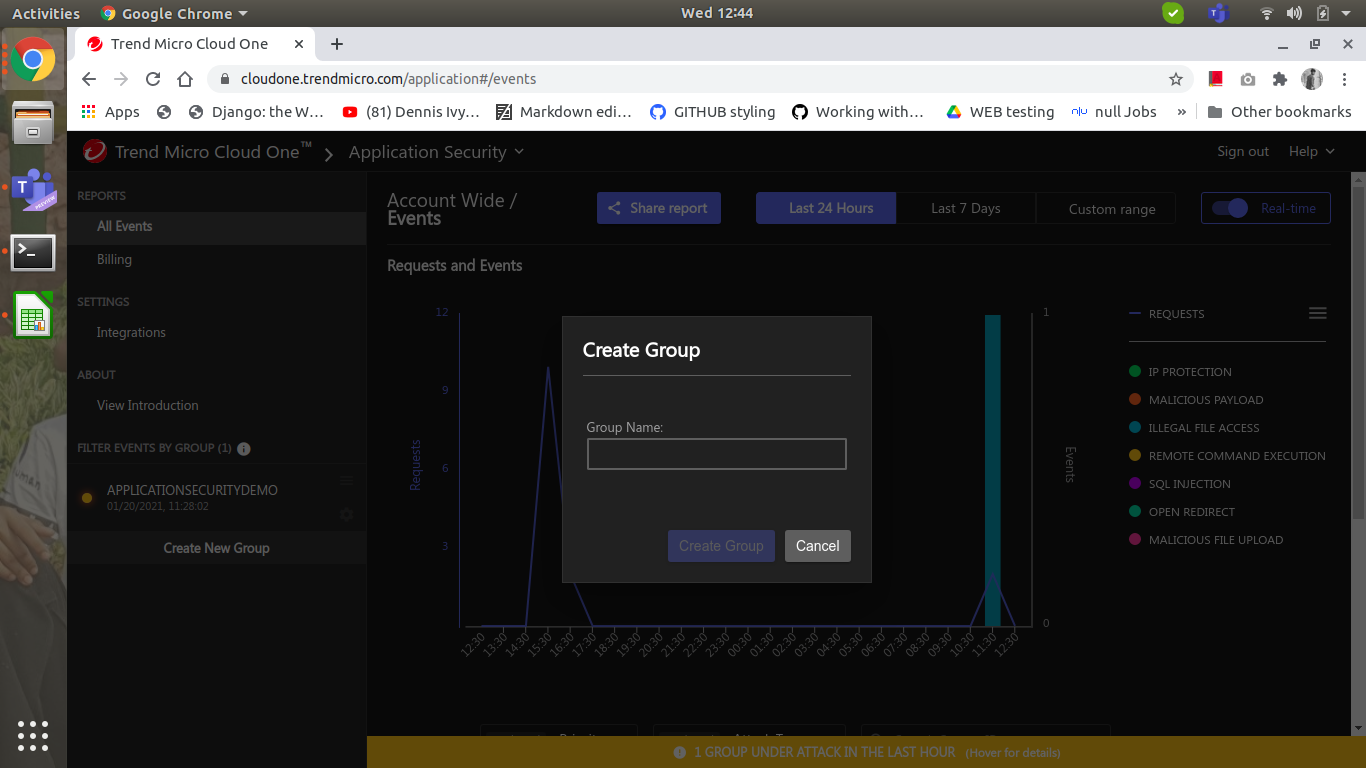 Activities Google Chrome Wed 12:44
Trend Micro Cloud One
cloudone.trendmicro.com/application#/events
Apps Django: the W... (81) Dennis Ivy... Markdown edi... GITHUB styling Working with... WEB testing null Jobs » Other bookmarks
Trend Micro Cloud One™ Application Security Sign out Help
REPORTS
All Events
Billing
SETTINGS
Integrations
ABOUT
View Introduction
FILTER EVENTS BY GROUP (1)
APPLICATIONSECURITYDEMO
01/20/2021, 11:28:02
Create New Group
Account Wide /
Events
Share report
Last 24 Hours Last 7 Days Custom range
Real-time
Requests and Events
12
9
6
3
Requests
1
0
Events
12:30 13:30 14:30 15:30 16:30 17:30 18:30 19:30 20:30 21:30 22:30 23:30 00:30 01:30 02:30 03:30 04:30 05:30 06:30 07:30 08:30 09:30 10:30 11:30 12:30
REQUESTS
IP PROTECTION
MALICIOUS PAYLOAD
ILLEGAL FILE ACCESS
REMOTE COMMAND EXECUTION
SQL INJECTION
OPEN REDIRECT
MALICIOUS FILE UPLOAD
Create Group
Group Name:
Create Group Cancel
1 GROUP UNDER ATTACK IN THE LAST HOUR (Hover for details)